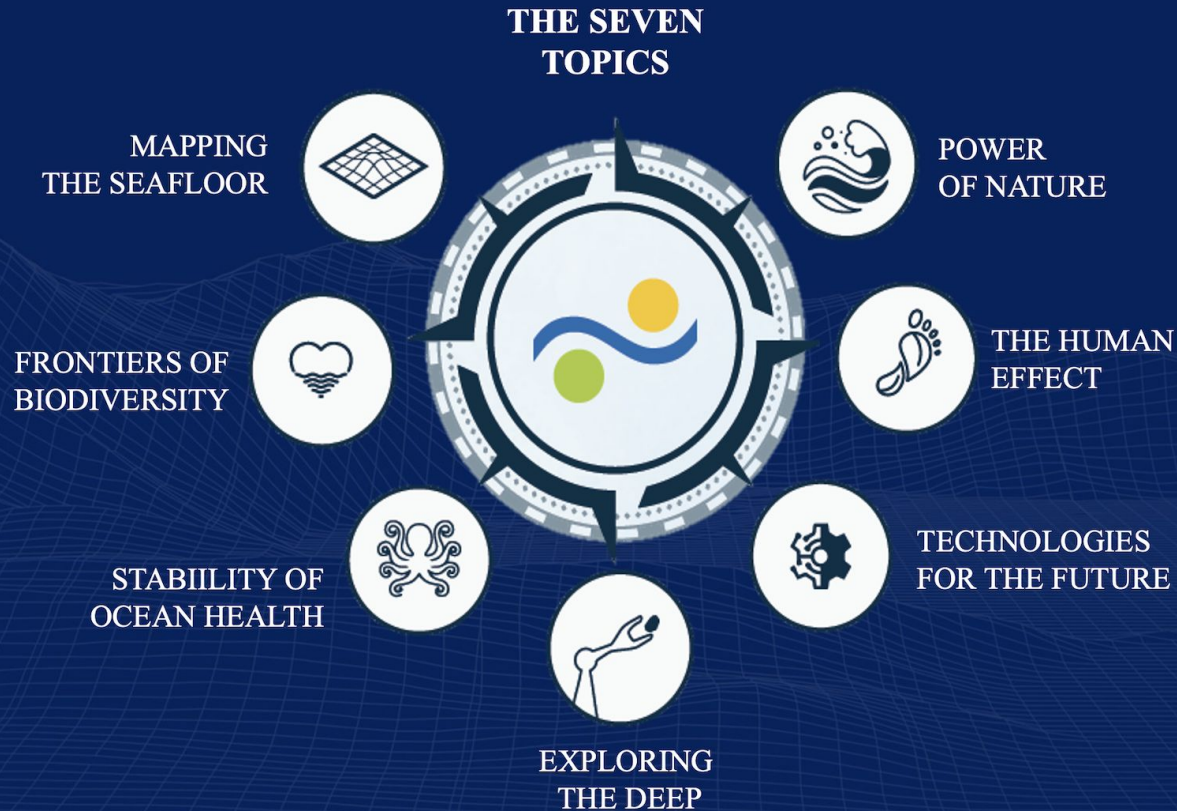 THE SEVEN
TOPICS
MAPPING
THE SEAFLOOR
POWER
OF NATURE
FRONTIERS OF
BIODIVERSITY
THE HUMAN
EFFECT
STABIILITY OF
OCEAN HEALTH
TECHNOLOGIES
FOR THE FUTURE
EXPLORING
THE DEEP